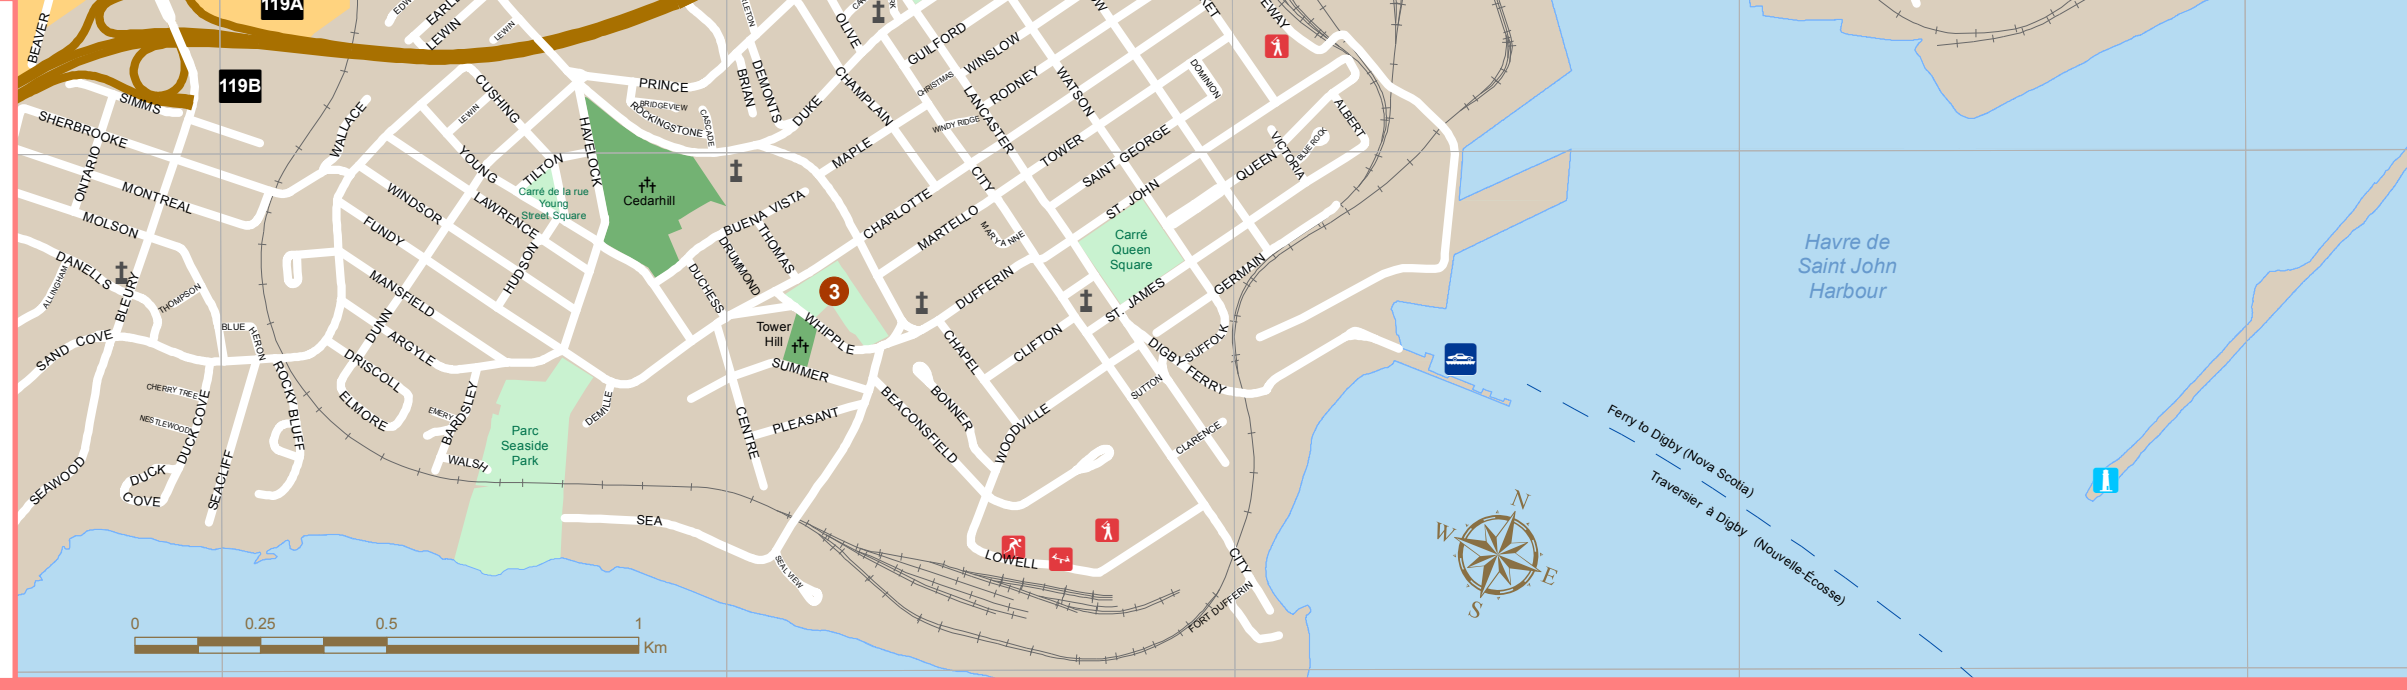 119A
119B
BEAVER
SIMMS
SHERBROOKE
ONTARIO
MONTREAL
MOLSON
DANELLS
ALLINGHAM
BLEURY
THOMPSON
SAND COVE
BLUE
HERON
CHERRY TREE
NESTLEWOOD
DUCK COVE
DUCK
COVE
SEAWOOD
SEACLIFF
ROCKY BLUFF
WALLACE
EARLE
LEWIN
LEWIN
CUSHING
LEWIN
YOUNG
TILTON
Carré de la rue
Young
Street Square
WINDSOR
LAWRENCE
FUNDY
HUDSON
MANSFIELD
DUNN
ARGYLE
DRISCOLL
ELMORE
EMERY
BARDSLEY
WALSH
DEMILLE
Parc
Seaside
Park
SEA
SEAL VIEW
PRINCE
BRIDGEVIEW
ROCKINGSTONE
CASCADE
HAVELOCK
Cedarhill
BRIAN
DEMONTS
DUKE
OLIVE
CHAMPLAIN
GUILFORD
WINSLOW
CHRISTMAS
RODNEY
WATSON
LANCASTER
WINDY RIDGE
MAPLE
TOWER
SAINT GEORGE
DOMINION
ALBERT
VICTORIA
BLUE ROCK
QUEEN
CITY
CHARLOTTE
MARTELLO
MARYANNE
ST. JOHN
BUENA VISTA
THOMAS
DRUMMOND
DUCHESS
3
Tower
Hill
WHIPPLE
SUMMER
PLEASANT
CENTRE
DUFFERIN
Carré
Queen
Square
ST. JAMES
GERMAIN
CHAPEL
CLIFTON
DIGBY FERRY
SUFFOLK
SUTTON
CLARENCE
BONNER
BEACONSFIELD
WOODVILLE
LOWELL
CITY
FORT DUFFERIN
Havre de
Saint John
Harbour
Ferry to Digby (Nova Scotia)
Traversier à Digby (Nouvelle-Écosse)
N
W
E
S
0 0.25 0.5 1
Km